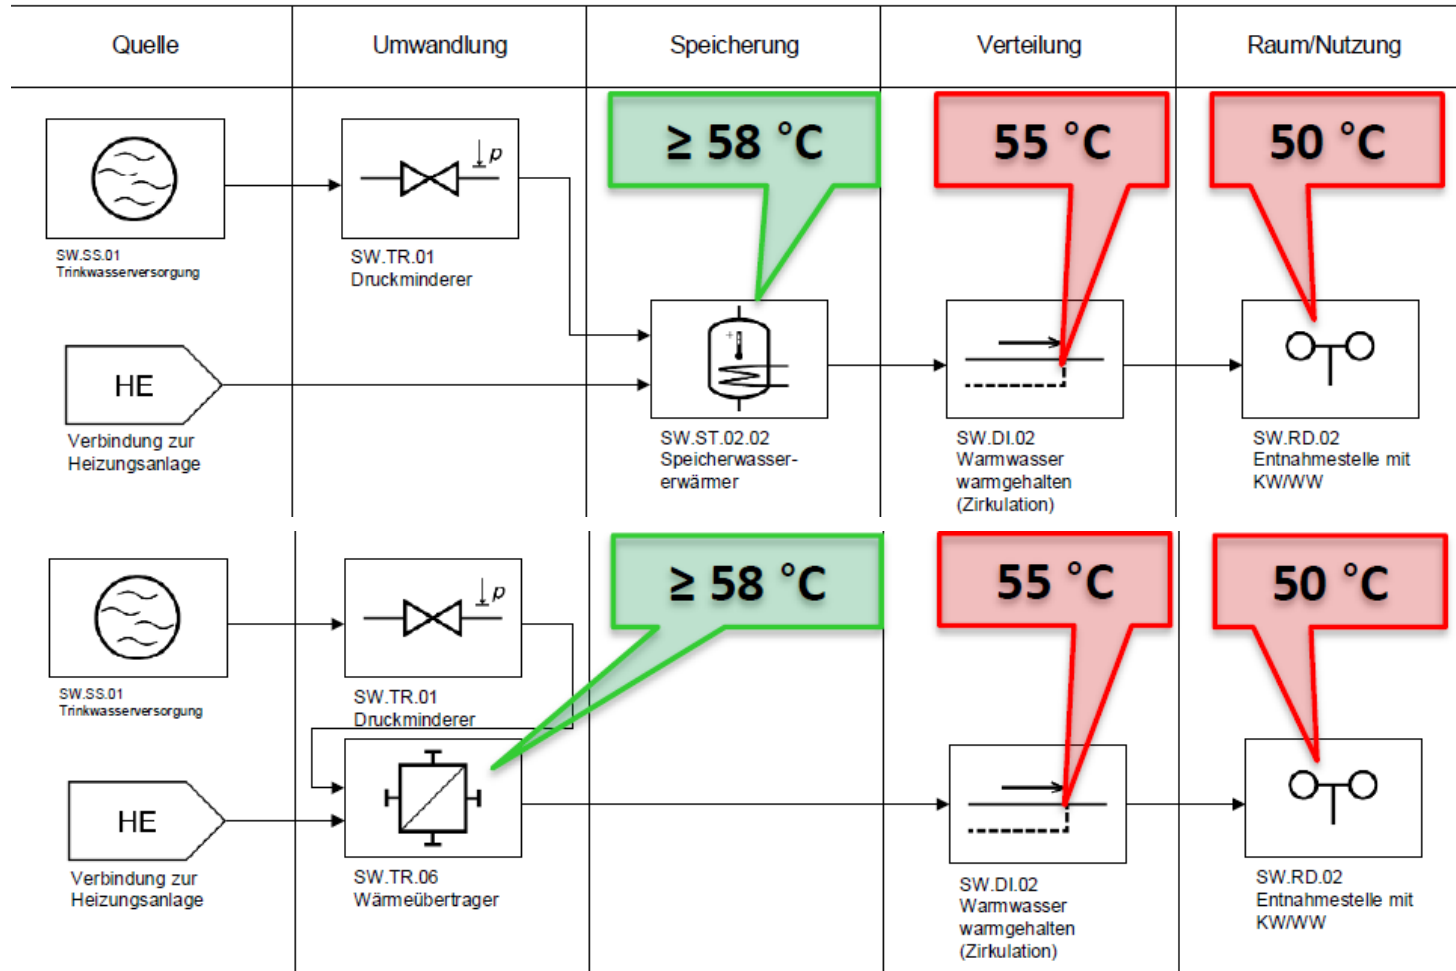 Quelle
Umwandlung
Speicherung
Verteilung
Raum/Nutzung
≥ 58 °C
55 °C
50 °C
p
SW.SS.01
Trinkwasserversorgung
SW.TR.01
Druckminderer
HE
Verbindung zur
Heizungsanlage
+
SW.ST.02.02
Speicherwasser-
erwärmer
SW.DI.02
Warmwasser
warmgehalten
(Zirkulation)
SW.RD.02
Entnahmestelle mit
KW/WW
≥ 58 °C
55 °C
50 °C
p
SW.SS.01
Trinkwasserversorgung
SW.TR.01
Druckminderer
HE
Verbindung zur
Heizungsanlage
SW.TR.06
Wärmeübertrager
SW.DI.02
Warmwasser
warmgehalten
(Zirkulation)
SW.RD.02
Entnahmestelle mit
KW/WW